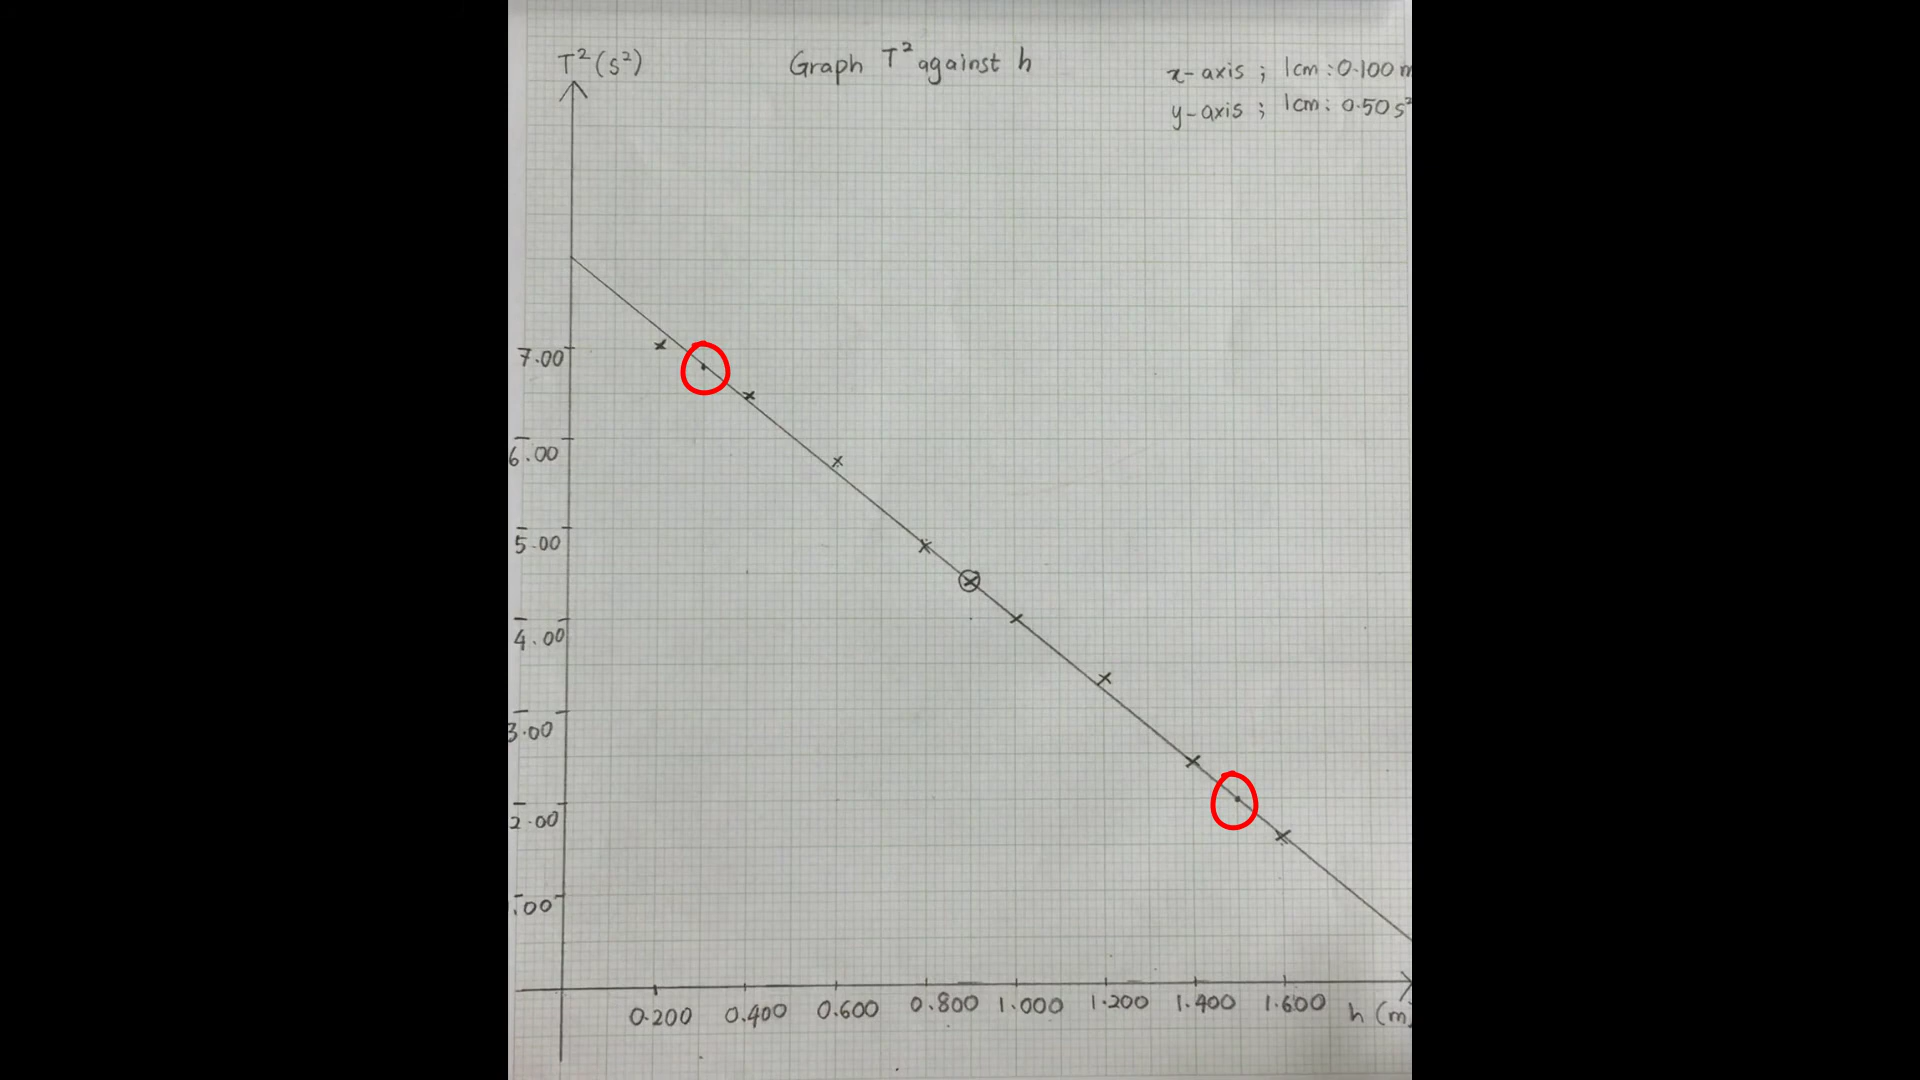 T² (s²)
Graph T² against h
x-axis ; 1cm : 0.100 m
y-axis ; 1cm : 0.50 s²
7.00
6.00
5.00
4.00
3.00
2.00
.00
0.200 0.400 0.600 0.800 1.000 1.200 1.400 1.600 h (m)